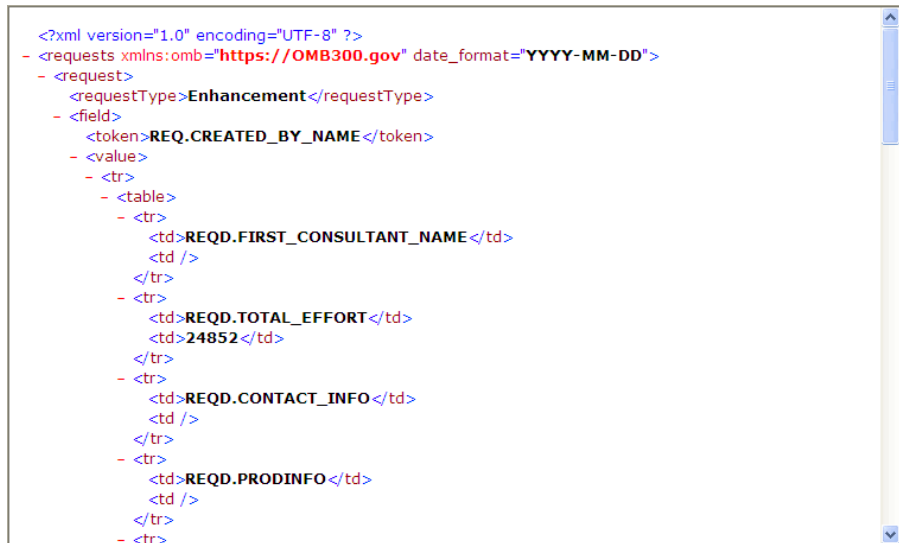 <?xml version="1.0" encoding="UTF-8" ?>
- <requests xmlns:omb="https://OMB300.gov" date_format="YYYY-MM-DD">
- <request>
<requestType>Enhancement</requestType>
- <field>
<token>REQ.CREATED_BY_NAME</token>
- <value>
- <tr>
- <table>
- <tr>
<td>REQD.FIRST_CONSULTANT_NAME</td>
<td />
</tr>
- <tr>
<td>REQD.TOTAL_EFFORT</td>
<td>24852</td>
</tr>
- <tr>
<td>REQD.CONTACT_INFO</td>
<td />
</tr>
- <tr>
<td>REQD.PRODINFO</td>
<td />
</tr>
- <tr>